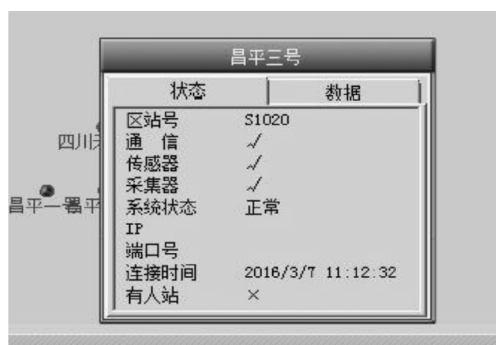 昌平三号
状态 数据
区站号 S1020
四川
通 信 √
传感器 √
采集器 √
昌平一 昌平
系统状态 正常
IP
端口号
连接时间 2016/3/7 11:12:32
有人站 ×